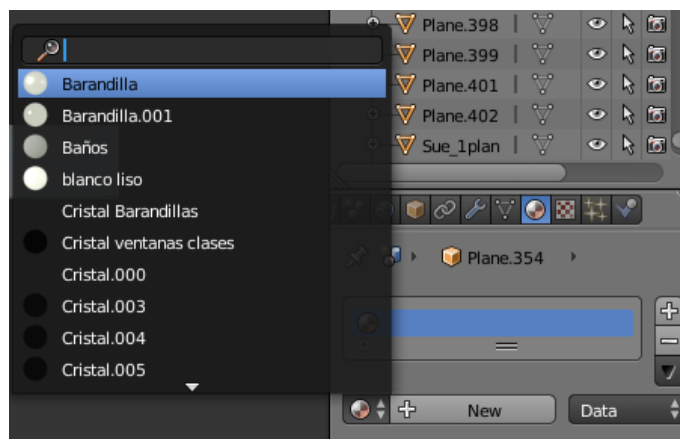 Barandilla
Barandilla.001
Baños
blanco liso
Cristal Barandillas
Cristal ventanas clases
Cristal.000
Cristal.003
Cristal.004
Cristal.005
Plane.398
Plane.399
Plane.401
Plane.402
Sue_1plan
Plane.354
New
Data